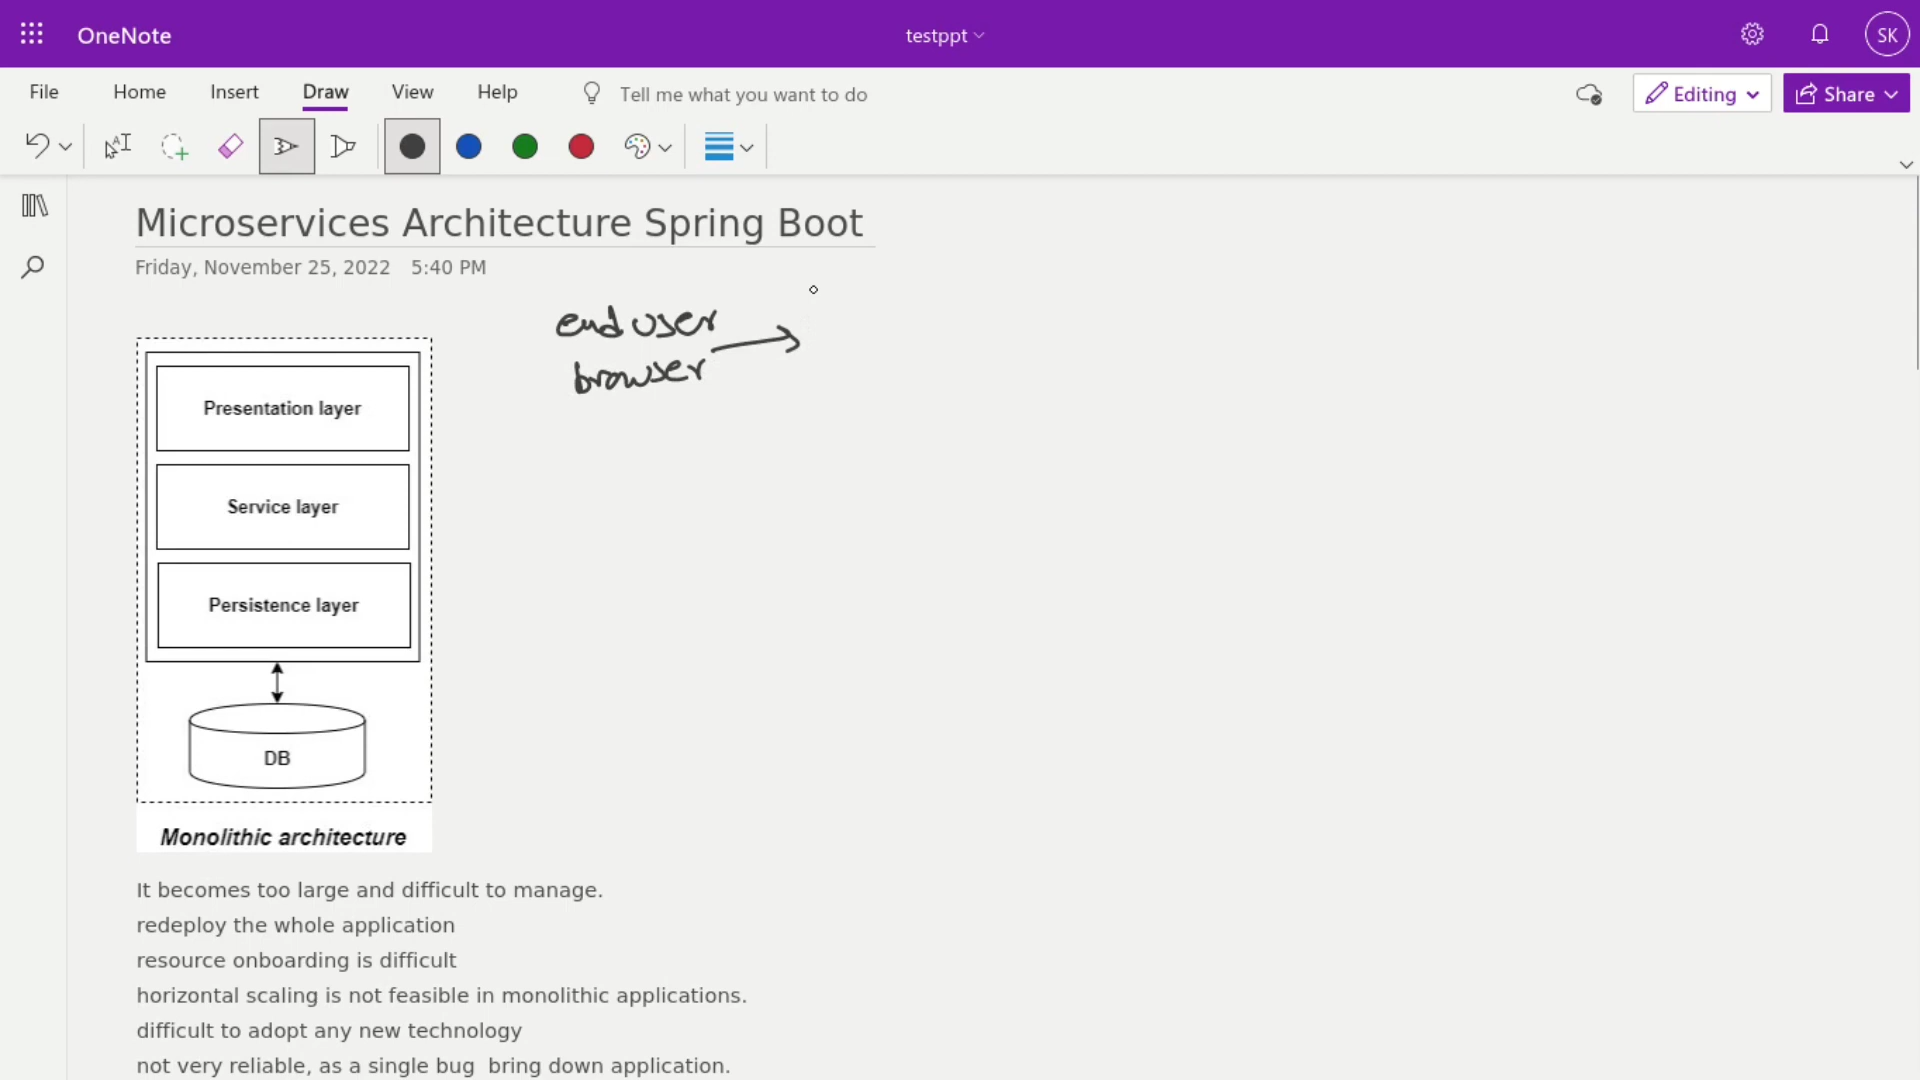 OneNote
testppt
SK
File Home Insert Draw View Help Tell me what you want to do Editing Share
Microservices Architecture Spring Boot
Friday, November 25, 2022 5:40 PM
end user
browser
Presentation layer
Service layer
Persistence layer
DB
Monolithic architecture
It becomes too large and difficult to manage.
redeploy the whole application
resource onboarding is difficult
horizontal scaling is not feasible in monolithic applications.
difficult to adopt any new technology
not very reliable, as a single bug  bring down application.